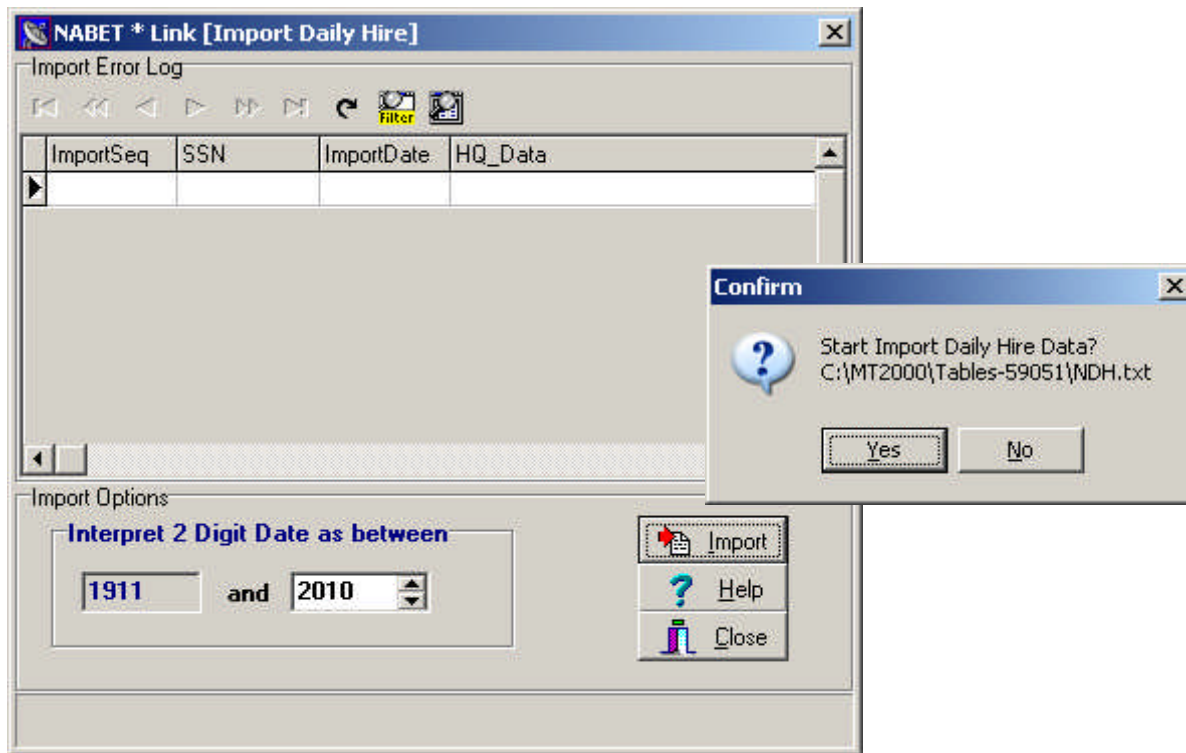 NABET * Link [Import Daily Hire]
Import Error Log
Filter
ImportSeq SSN ImportDate HQ_Data
Confirm
Start Import Daily Hire Data?
C:\MT2000\Tables-59051\NDH.txt
Yes No
Import Options
Interpret 2 Digit Date as between
1911 and 2010
Import
Help
Close